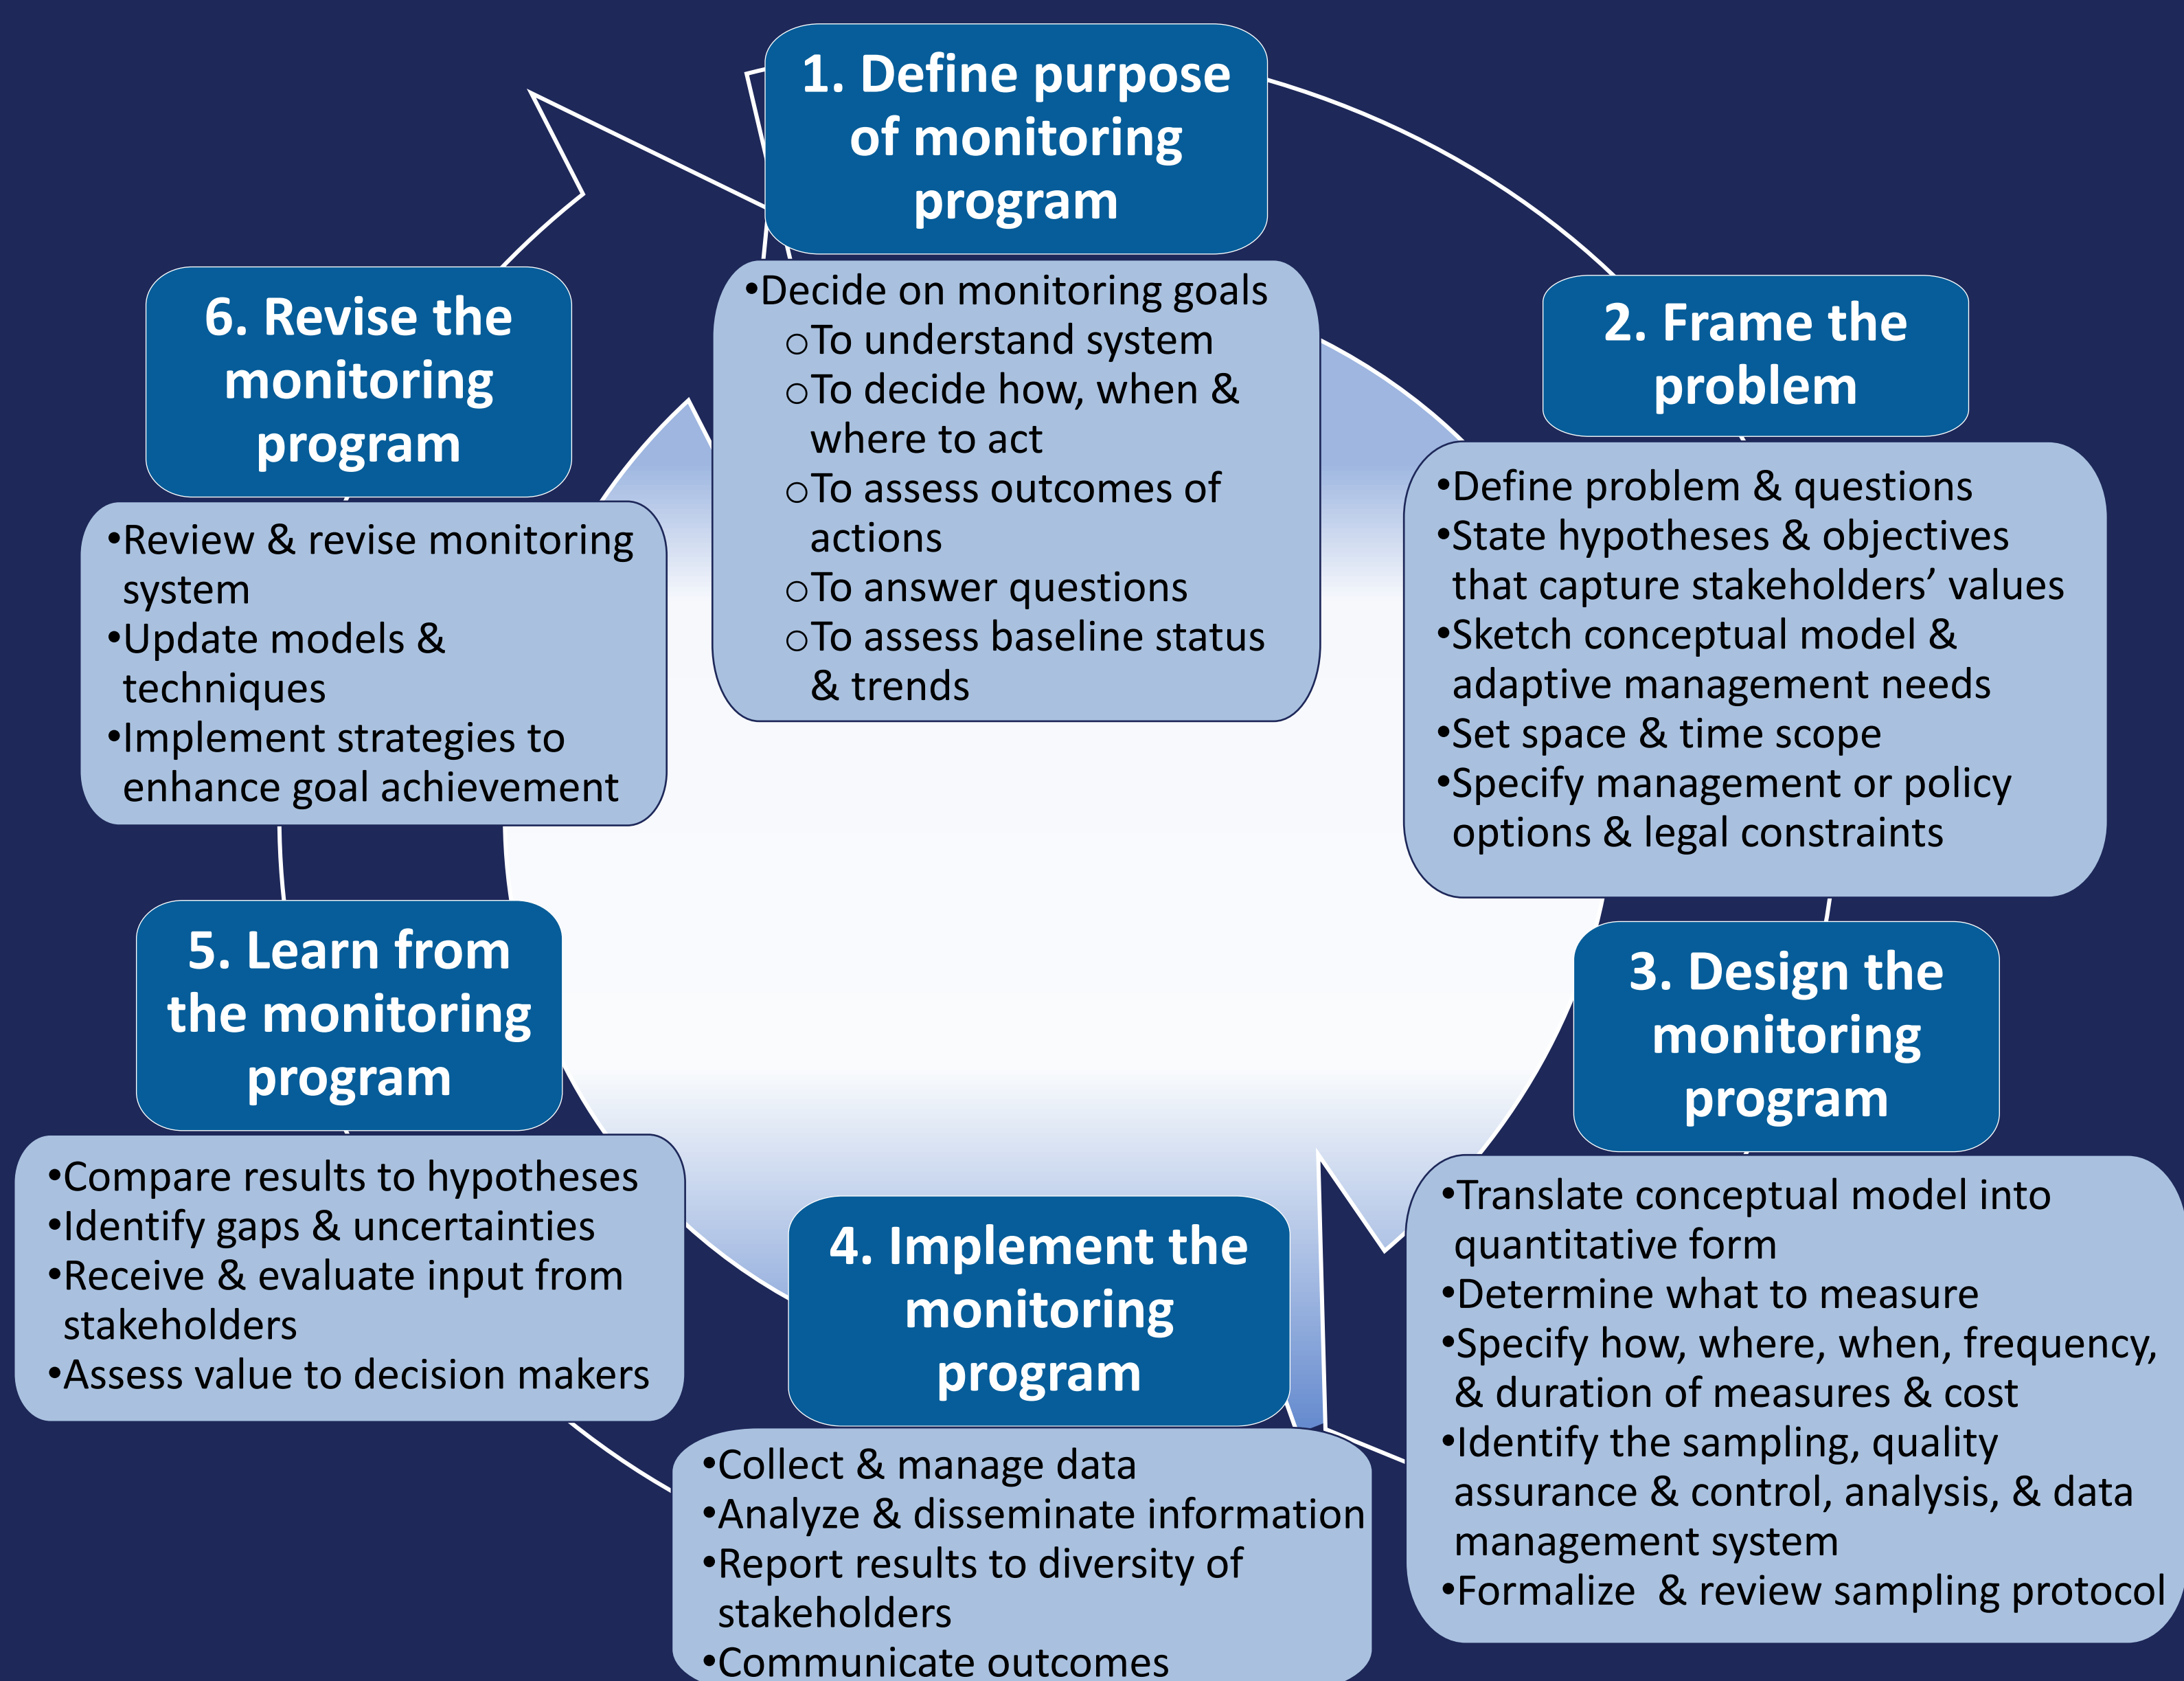 1. Define purpose
of monitoring
program
•Decide on monitoring goals
oTo understand system
oTo decide how, when &
where to act
oTo assess outcomes of
actions
oTo answer questions
oTo assess baseline status
& trends
2. Frame the
problem
•Define problem & questions
•State hypotheses & objectives
that capture stakeholders’ values
•Sketch conceptual model &
adaptive management needs
•Set space & time scope
•Specify management or policy
options & legal constraints
3. Design the
monitoring
program
•Translate conceptual model into
quantitative form
•Determine what to measure
•Specify how, where, when, frequency,
& duration of measures & cost
•Identify the sampling, quality
assurance & control, analysis, & data
management system
•Formalize & review sampling protocol
4. Implement the
monitoring
program
•Collect & manage data
•Analyze & disseminate information
•Report results to diversity of
stakeholders
•Communicate outcomes
5. Learn from
the monitoring
program
•Compare results to hypotheses
•Identify gaps & uncertainties
•Receive & evaluate input from
stakeholders
•Assess value to decision makers
6. Revise the
monitoring
program
•Review & revise monitoring
system
•Update models &
techniques
•Implement strategies to
enhance goal achievement